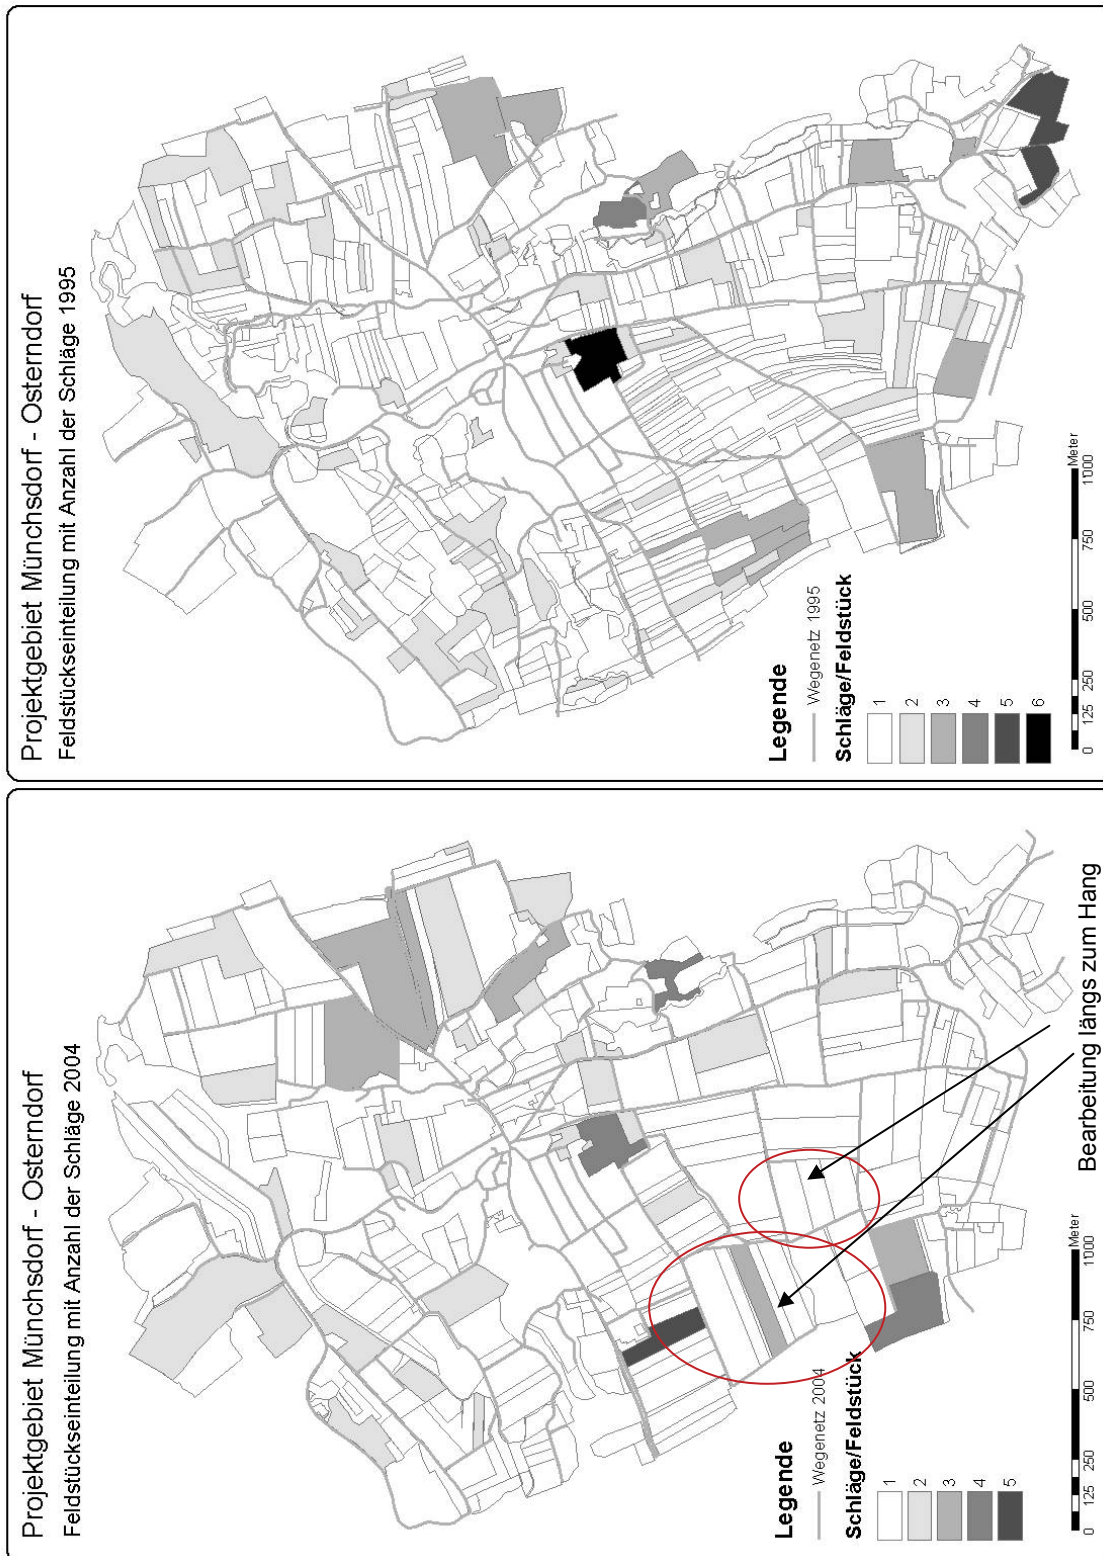 Projektgebiet Münchsdorf - Osterndorf
Feldstückseinteilung mit Anzahl der Schläge 2004
Legende
Wegenetz 2004
Schläge/Feldstück
1
2
3
4
5
0 125 250 500 750 1000
Meter
Bearbeitung längs zum Hang
Projektgebiet Münchsdorf - Osterndorf
Feldstückseinteilung mit Anzahl der Schläge 1995
Legende
Wegenetz 1995
Schläge/Feldstück
1
2
3
4
5
6
0 125 250 500 750 1000
Meter